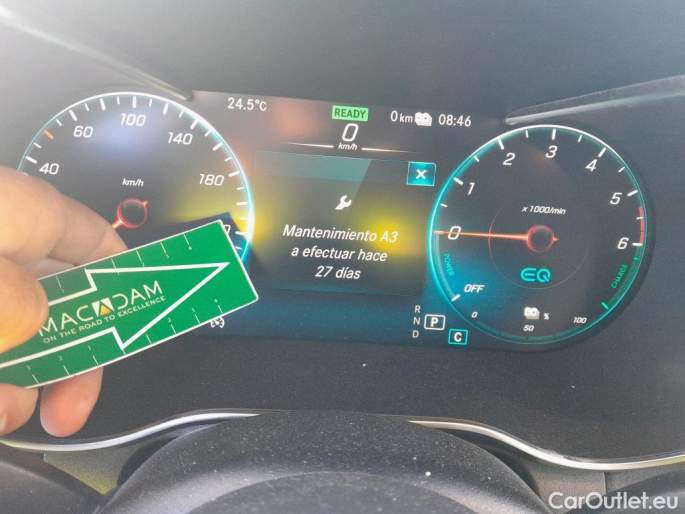 24.5°C
READY
0 km
08:46
0
km/h
40
60
100
140
180
km/h
Mantenimiento A3
a efectuar hace
27 días
0
1
2
3
4
5
6
x 1000/min
EQ
POWER
OFF
CHARGE
0
50
100
%
R
N
D
P
C
MACADAM
ON THE ROAD TO EXCELLENCE
CarOutlet.eu